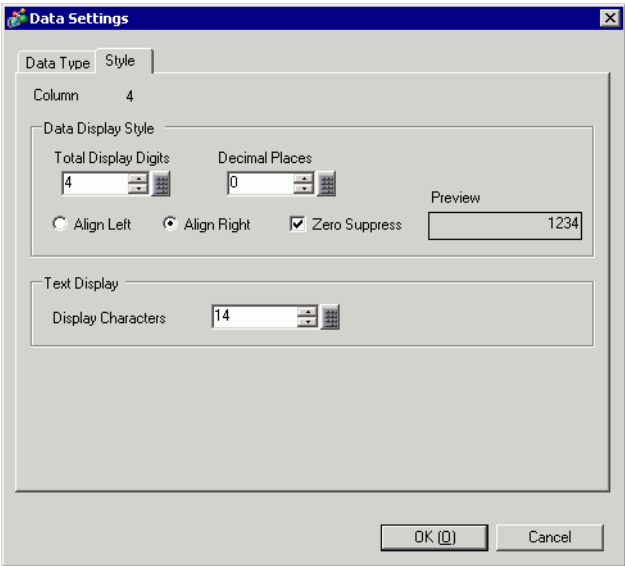 Data Settings
Data Type Style
Column 4
Data Display Style
Total Display Digits Decimal Places
4 0
Preview
Align Left Align Right Zero Suppress 1234
Text Display
Display Characters 14
OK (O) Cancel